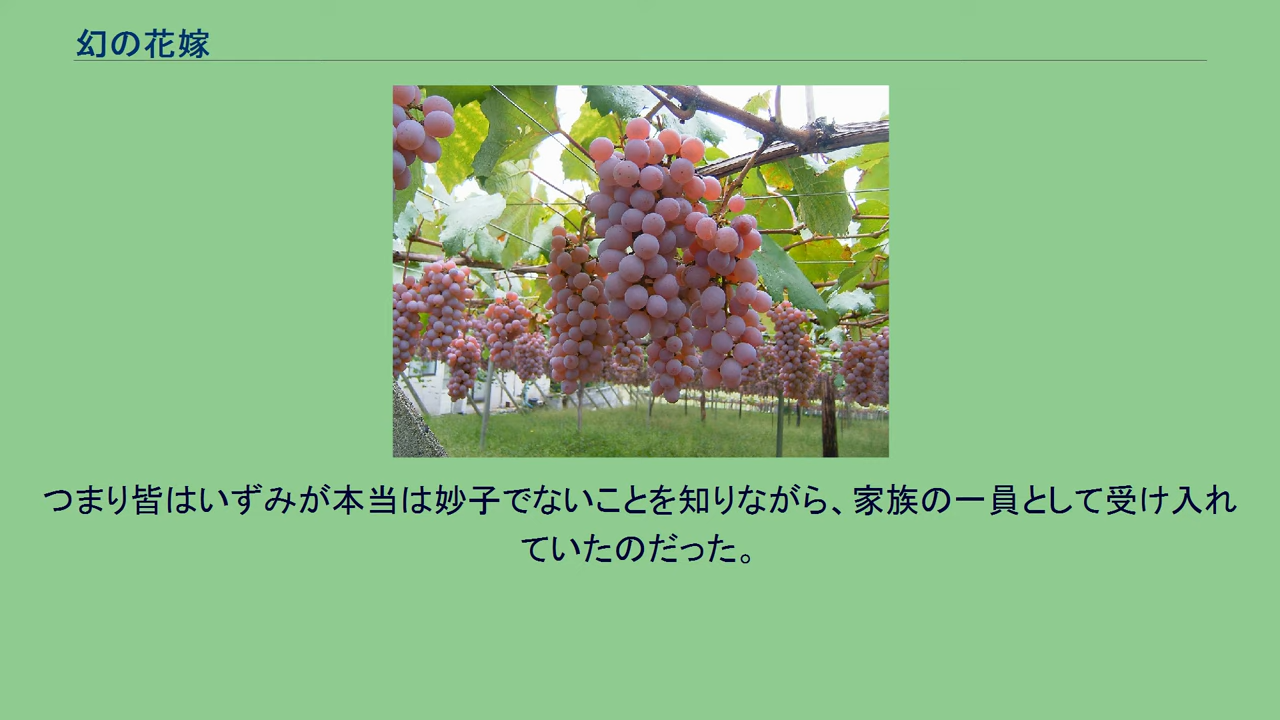 幻の花嫁
つまり皆はいずみが本当は妙子でないことを知りながら、家族の一員として受け入れ
ていたのだった。